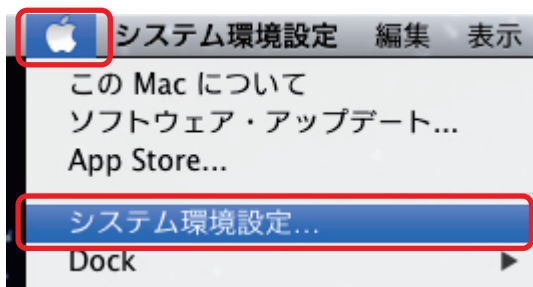 システム環境設定 編集 表示
この Mac について
ソフトウェア・アップデート...
App Store...
システム環境設定...
Dock